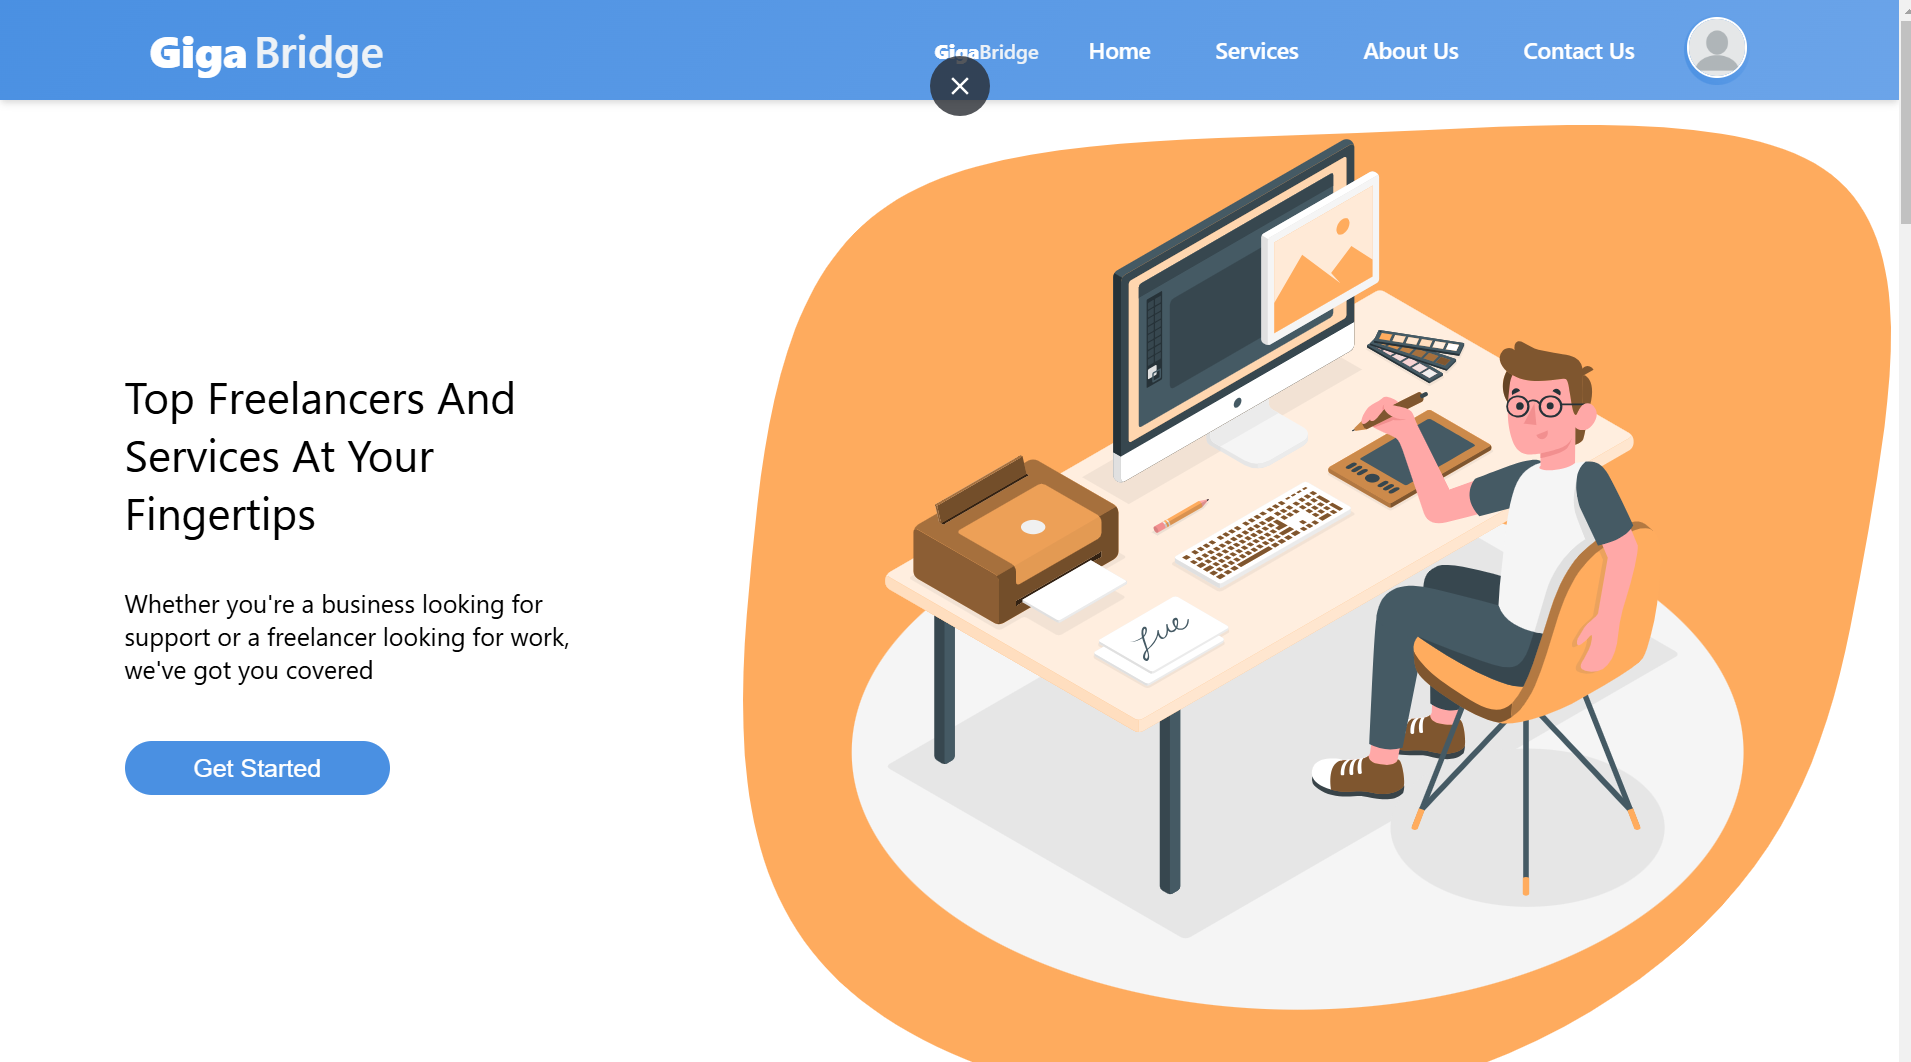 Giga Bridge
GigaBridge
Home
Services
About Us
Contact Us
Top Freelancers And
Services At Your
Fingertips
Whether you're a business looking for
support or a freelancer looking for work,
we've got you covered
Get Started